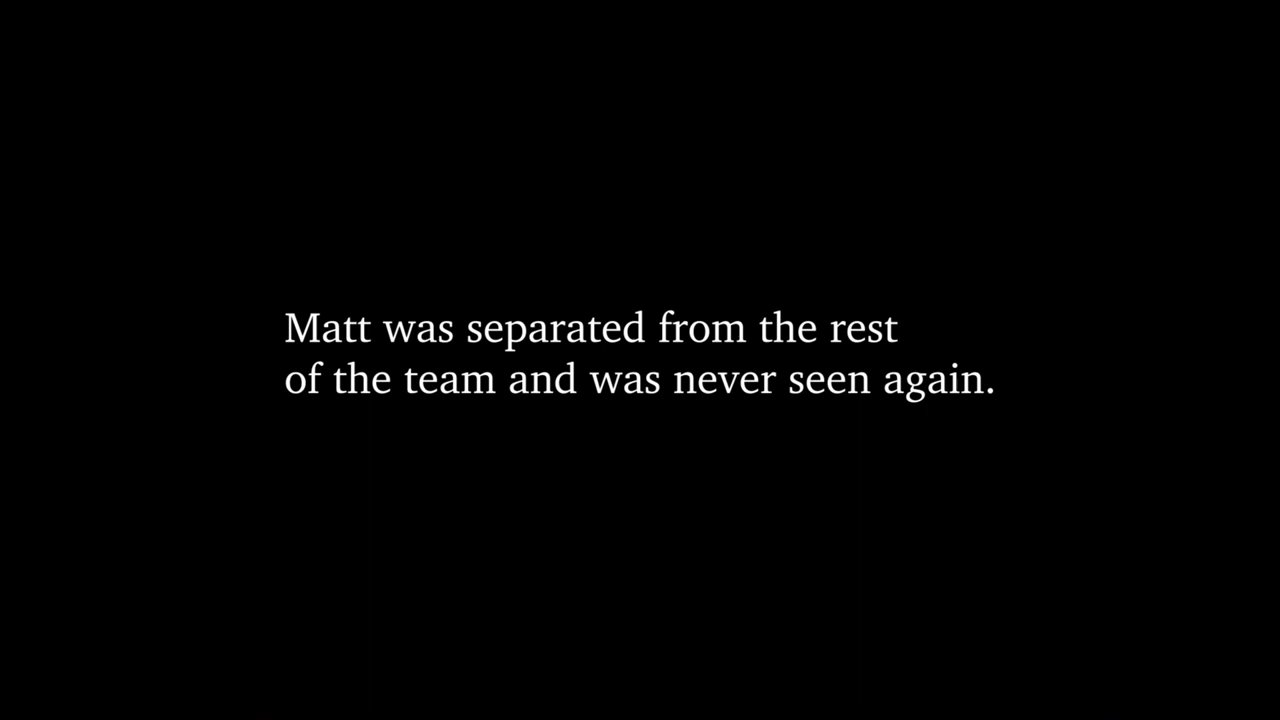 Matt was separated from the rest
of the team and was never seen again.